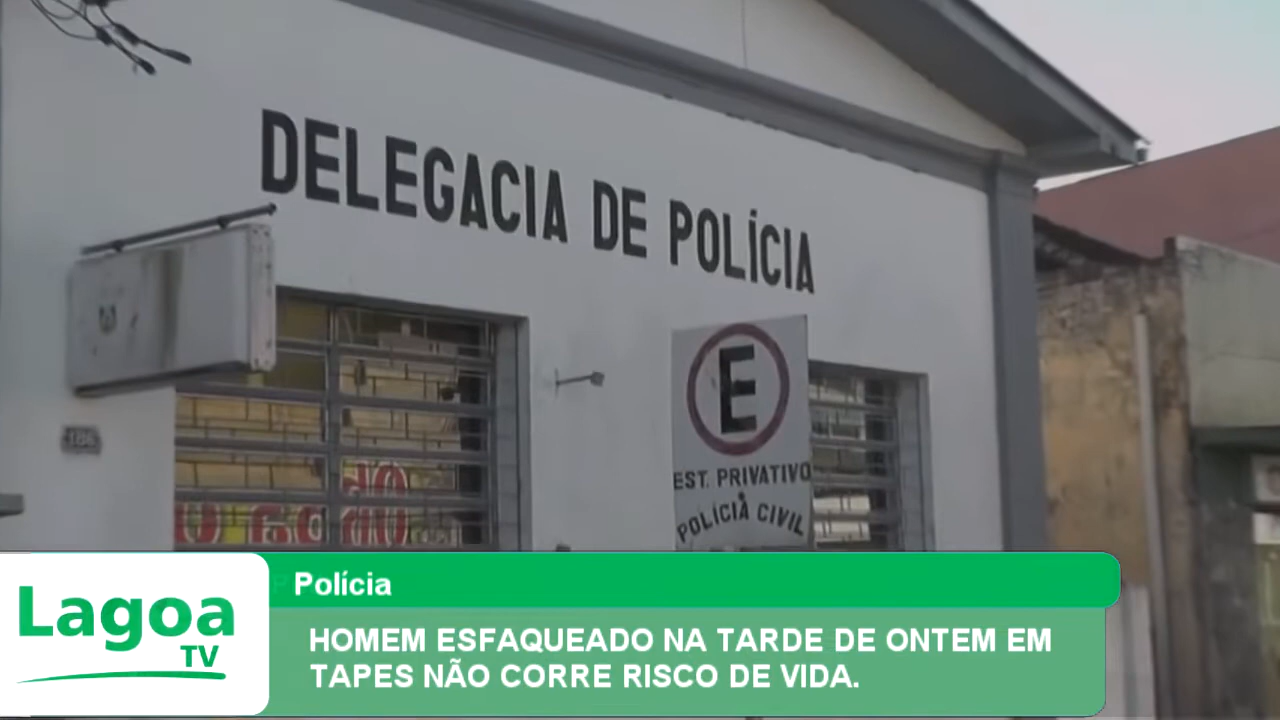 DELEGACIA DE POLÍCIA
E
EST. PRIVATIVO
POLÍCIA CIVIL
Polícia
Lagoa
TV
HOMEM ESFAQUEADO NA TARDE DE ONTEM EM
TAPES NÃO CORRE RISCO DE VIDA.